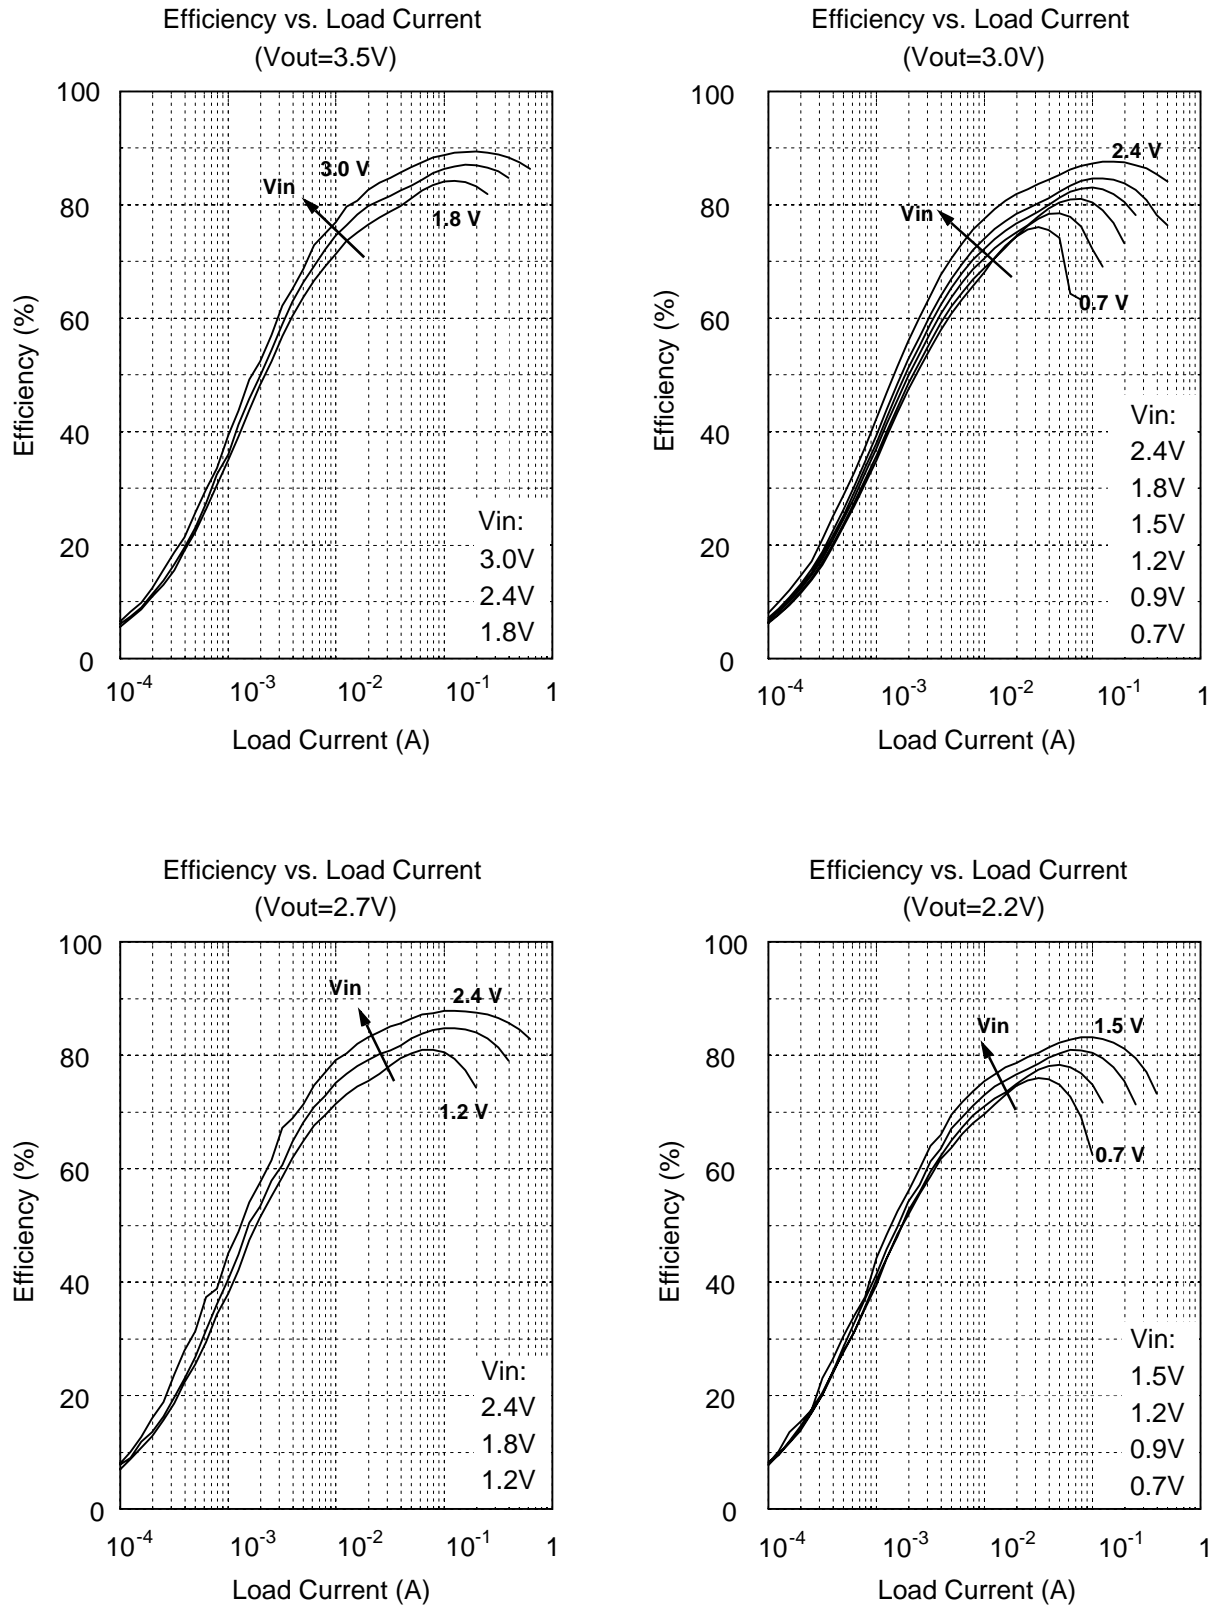 Efficiency vs. Load Current
(Vout=3.5V)
100
80
60
40
20
0
Efficiency (%)
3.0 V
Vin
1.8 V
Vin:
3.0V
2.4V
1.8V
10-4
10-3
10-2
10-1
1
Load Current (A)
Efficiency vs. Load Current
(Vout=3.0V)
100
80
60
40
20
0
Efficiency (%)
2.4 V
Vin
0.7 V
Vin:
2.4V
1.8V
1.5V
1.2V
0.9V
0.7V
10-4
10-3
10-2
10-1
1
Load Current (A)
Efficiency vs. Load Current
(Vout=2.7V)
100
80
60
40
20
0
Efficiency (%)
Vin
2.4 V
1.2 V
Vin:
2.4V
1.8V
1.2V
10-4
10-3
10-2
10-1
1
Load Current (A)
Efficiency vs. Load Current
(Vout=2.2V)
100
80
60
40
20
0
Efficiency (%)
Vin
1.5 V
0.7 V
Vin:
1.5V
1.2V
0.9V
0.7V
10-4
10-3
10-2
10-1
1
Load Current (A)